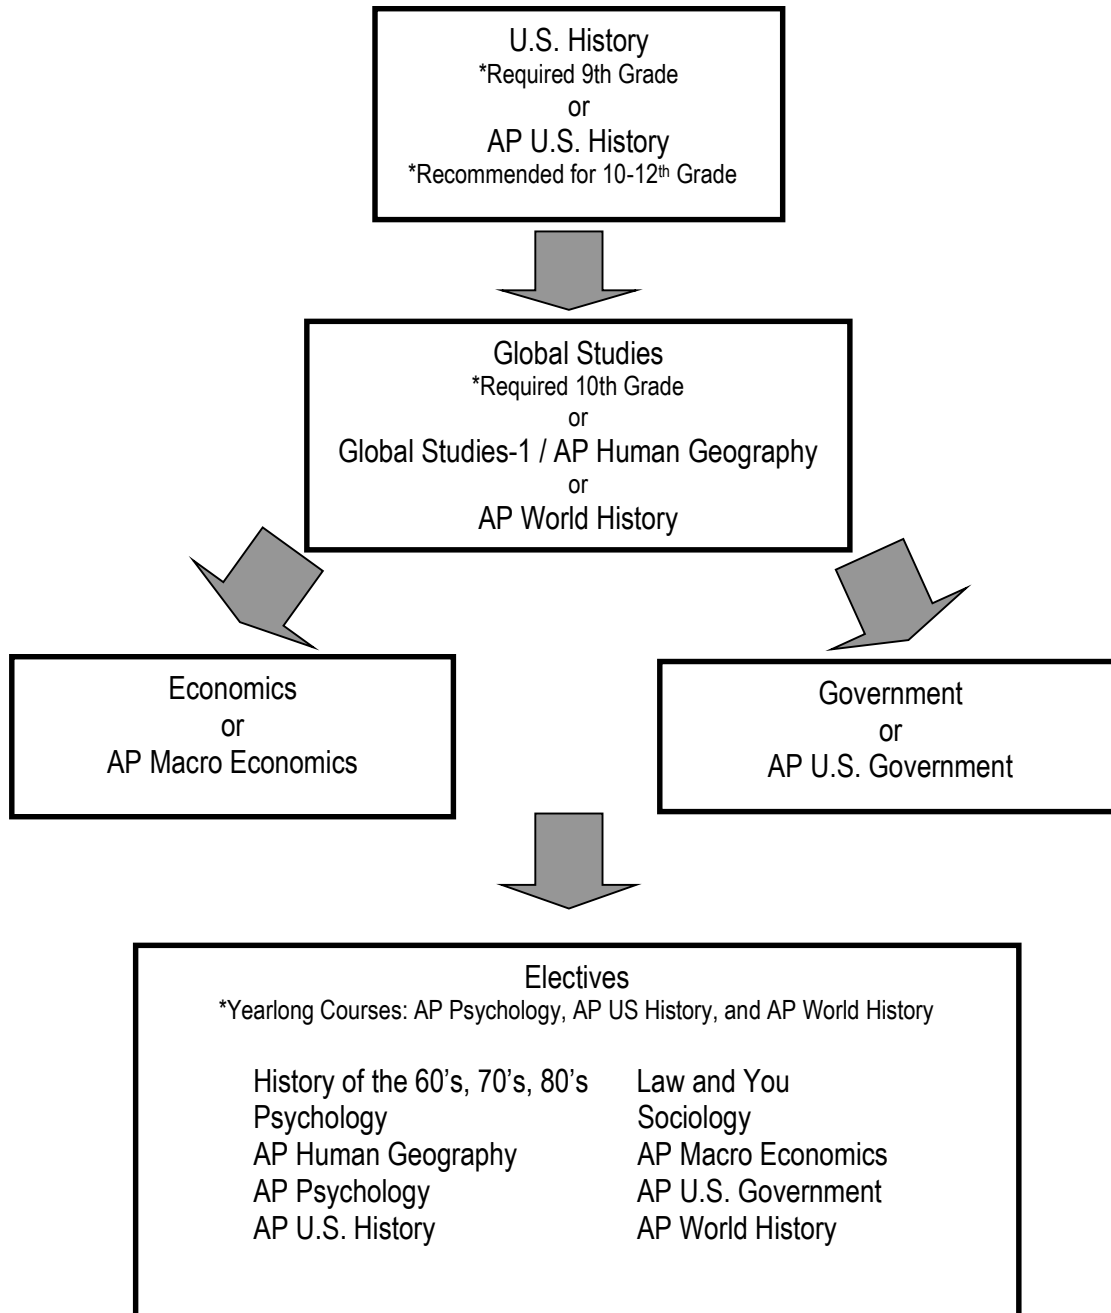 U.S. History
*Required 9th Grade
or
AP U.S. History
*Recommended for 10-12th Grade
Global Studies
*Required 10th Grade
or
Global Studies-1 / AP Human Geography
or
AP World History
Economics
or
AP Macro Economics
Government
or
AP U.S. Government
Electives
*Yearlong Courses: AP Psychology, AP US History, and AP World History
History of the 60’s, 70’s, 80’s
Psychology
AP Human Geography
AP Psychology
AP U.S. History
Law and You
Sociology
AP Macro Economics
AP U.S. Government
AP World History